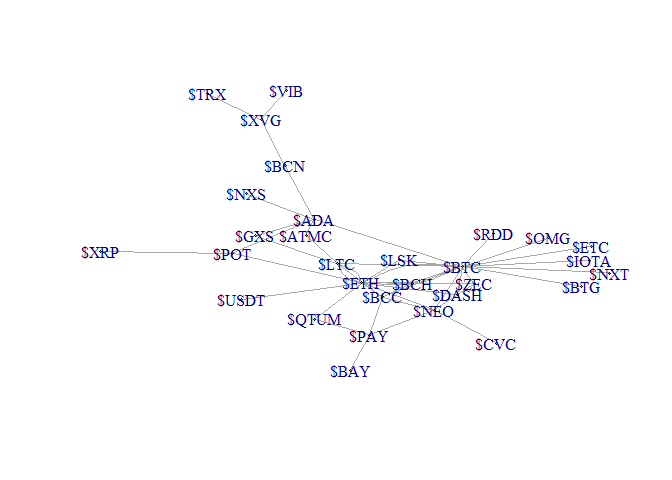 $TRX
$VIB
$XVG
$BCN
$NXS
$ADA
$GXS
$ATMC
$RDD
$OMG
$ETC
$XRP
$POT
$LTC
$LSK
$BTC
$IOTA
$NXT
$ETH
$BCH
$ZEC
$BTG
$USDT
$BCC
$DASH
$NEO
$QTUM
$PAY
$CVC
$BAY